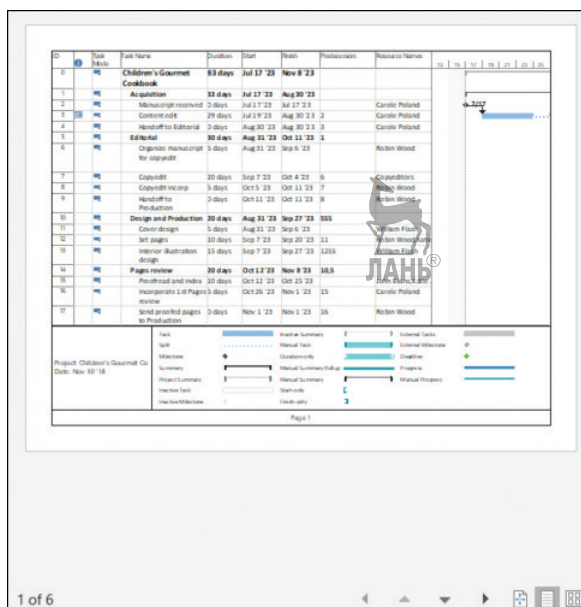 ID Task Mode Task Name Duration Start Finish Predecessors Resource Names
13 15 17 19 21 23 25
0 Children's Gourmet Cookbook 83 days Jul 17 '23 Nov 8 '23
1 Acquisition 33 days Jul 17 '23 Aug 30 '23
2 Manuscript received 0 days Jul 17 '23 Jul 17 '23 Carole Poland 7/17
3 Content edit 29 days Jul 19 '23 Aug 30 '23 2 Carole Poland
4 Handoff to Editorial 0 days Aug 30 '23 Aug 30 '23 3 Carole Poland
5 Editorial 30 days Aug 31 '23 Oct 11 '23 1
6 Organize manuscript for copyedit 5 days Aug 31 '23 Sep 6 '23 Robin Wood
7 Copyedit 20 days Sep 7 '23 Oct 4 '23 6 Copyeditors
8 Copyedit incorp 5 days Oct 5 '23 Oct 11 '23 7 Robin Wood
9 Handoff to Production 0 days Oct 11 '23 Oct 11 '23 8 Robin Wood
10 Design and Production 20 days Aug 31 '23 Sep 27 '23 5SS
11 Cover design 5 days Aug 31 '23 Sep 6 '23 William Flash
12 Set pages 10 days Sep 7 '23 Sep 20 '23 11 Robin Wood
13 Interior illustration design 15 days Sep 7 '23 Sep 27 '23 12SS William Flash
14 Pages review 20 days Oct 12 '23 Nov 8 '23 10,5
15 Proofread and index 10 days Oct 12 '23 Oct 25 '23
16 Incorporate 1st Pages review 5 days Oct 26 '23 Nov 1 '23 15 Carole Poland
17 Send proofed pages to Production 0 days Nov 1 '23 Nov 1 '23 16 Robin Wood
ЛАНЬ®
Project: Children's Gourmet Co
Date: Nov 30 '18
Task Inactive Summary External Tasks
Split Manual Task External Milestone
Milestone Duration-only Deadline
Summary Manual Summary Rollup Progress
Project Summary Manual Summary Manual Progress
Inactive Task Start-only
Inactive Milestone Finish-only
Page 1
1 of 6